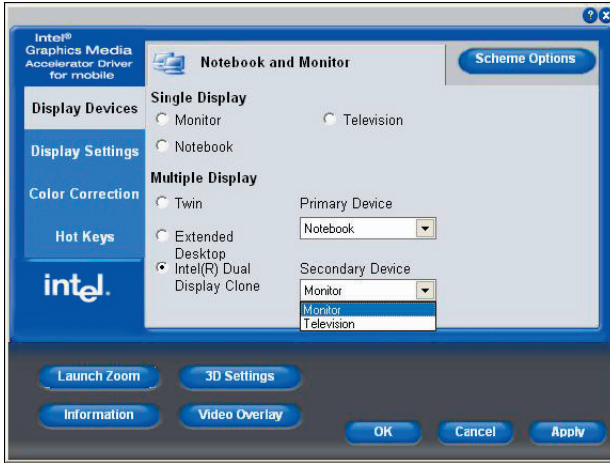 Intel®
Graphics Media
Accelerator Driver
for mobile
Notebook and Monitor
Scheme Options
Display Devices
Display Settings
Color Correction
Hot Keys
intel.
Single Display
Monitor
Television
Notebook
Multiple Display
Twin
Primary Device
Notebook
Extended
Desktop
Intel(R) Dual
Display Clone
Secondary Device
Monitor
Monitor
Television
Launch Zoom
3D Settings
Information
Video Overlay
OK
Cancel
Apply